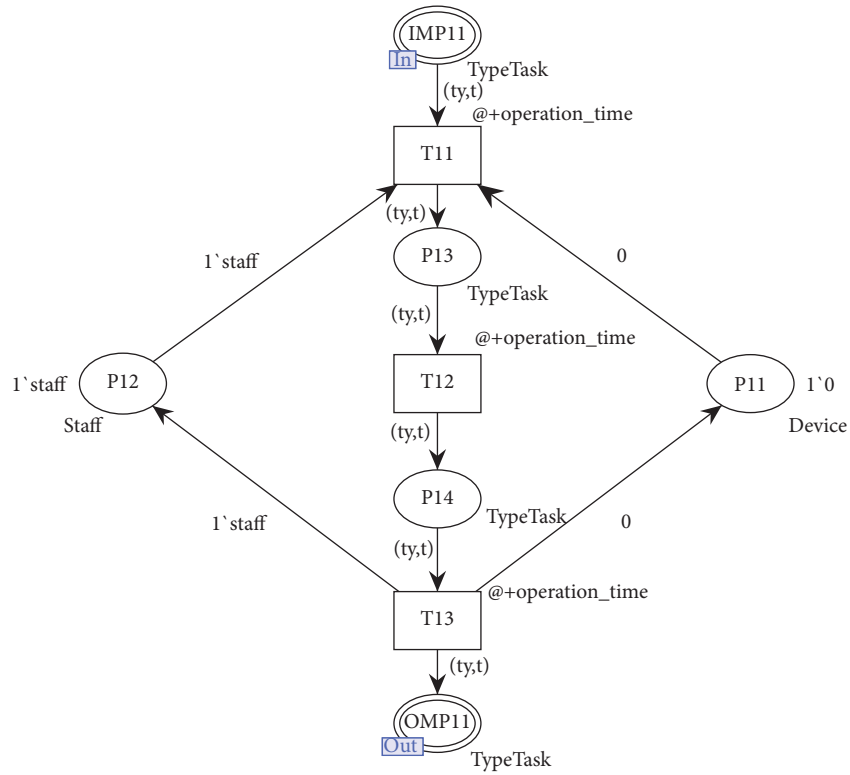 IMP11
In
TypeTask
(ty,t)
@+operation_time
T11
(ty,t)
1`staff
P13
0
TypeTask
(ty,t)
@+operation_time
1`staff
P12
T12
P11
1`0
Staff
(ty,t)
Device
P14
TypeTask
1`staff
0
(ty,t)
@+operation_time
T13
(ty,t)
OMP11
Out
TypeTask